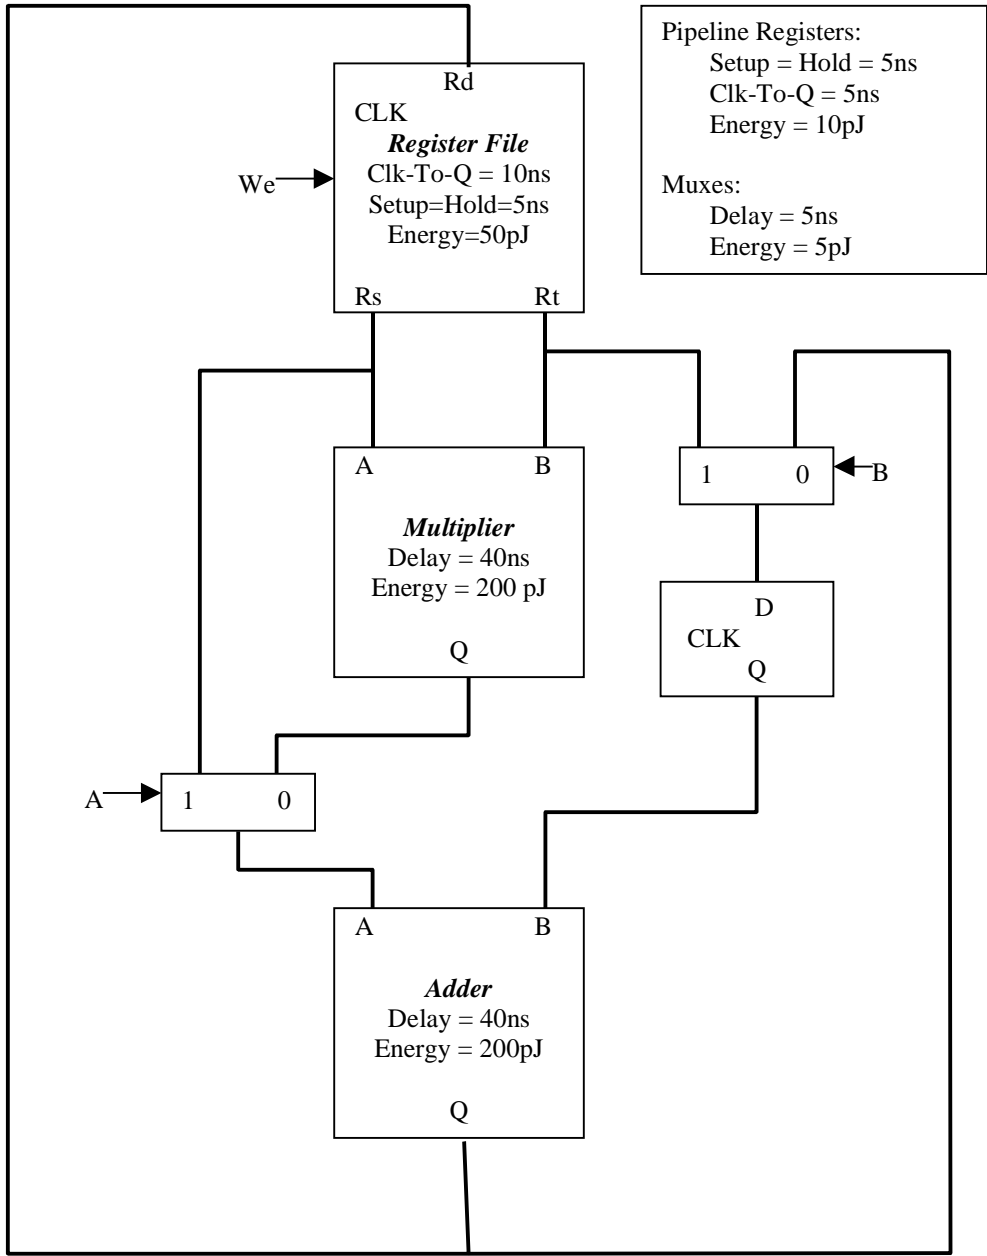 Pipeline Registers:
Setup = Hold = 5ns
Clk-To-Q = 5ns
Energy = 10pJ
Muxes:
Delay = 5ns
Energy = 5pJ
Rd
CLK
Register File
Clk-To-Q = 10ns
Setup=Hold=5ns
Energy=50pJ
We
Rs Rt
A B
Multiplier
Delay = 40ns
Energy = 200 pJ
Q
1 0
B
D
CLK
Q
A
1 0
A B
Adder
Delay = 40ns
Energy = 200pJ
Q